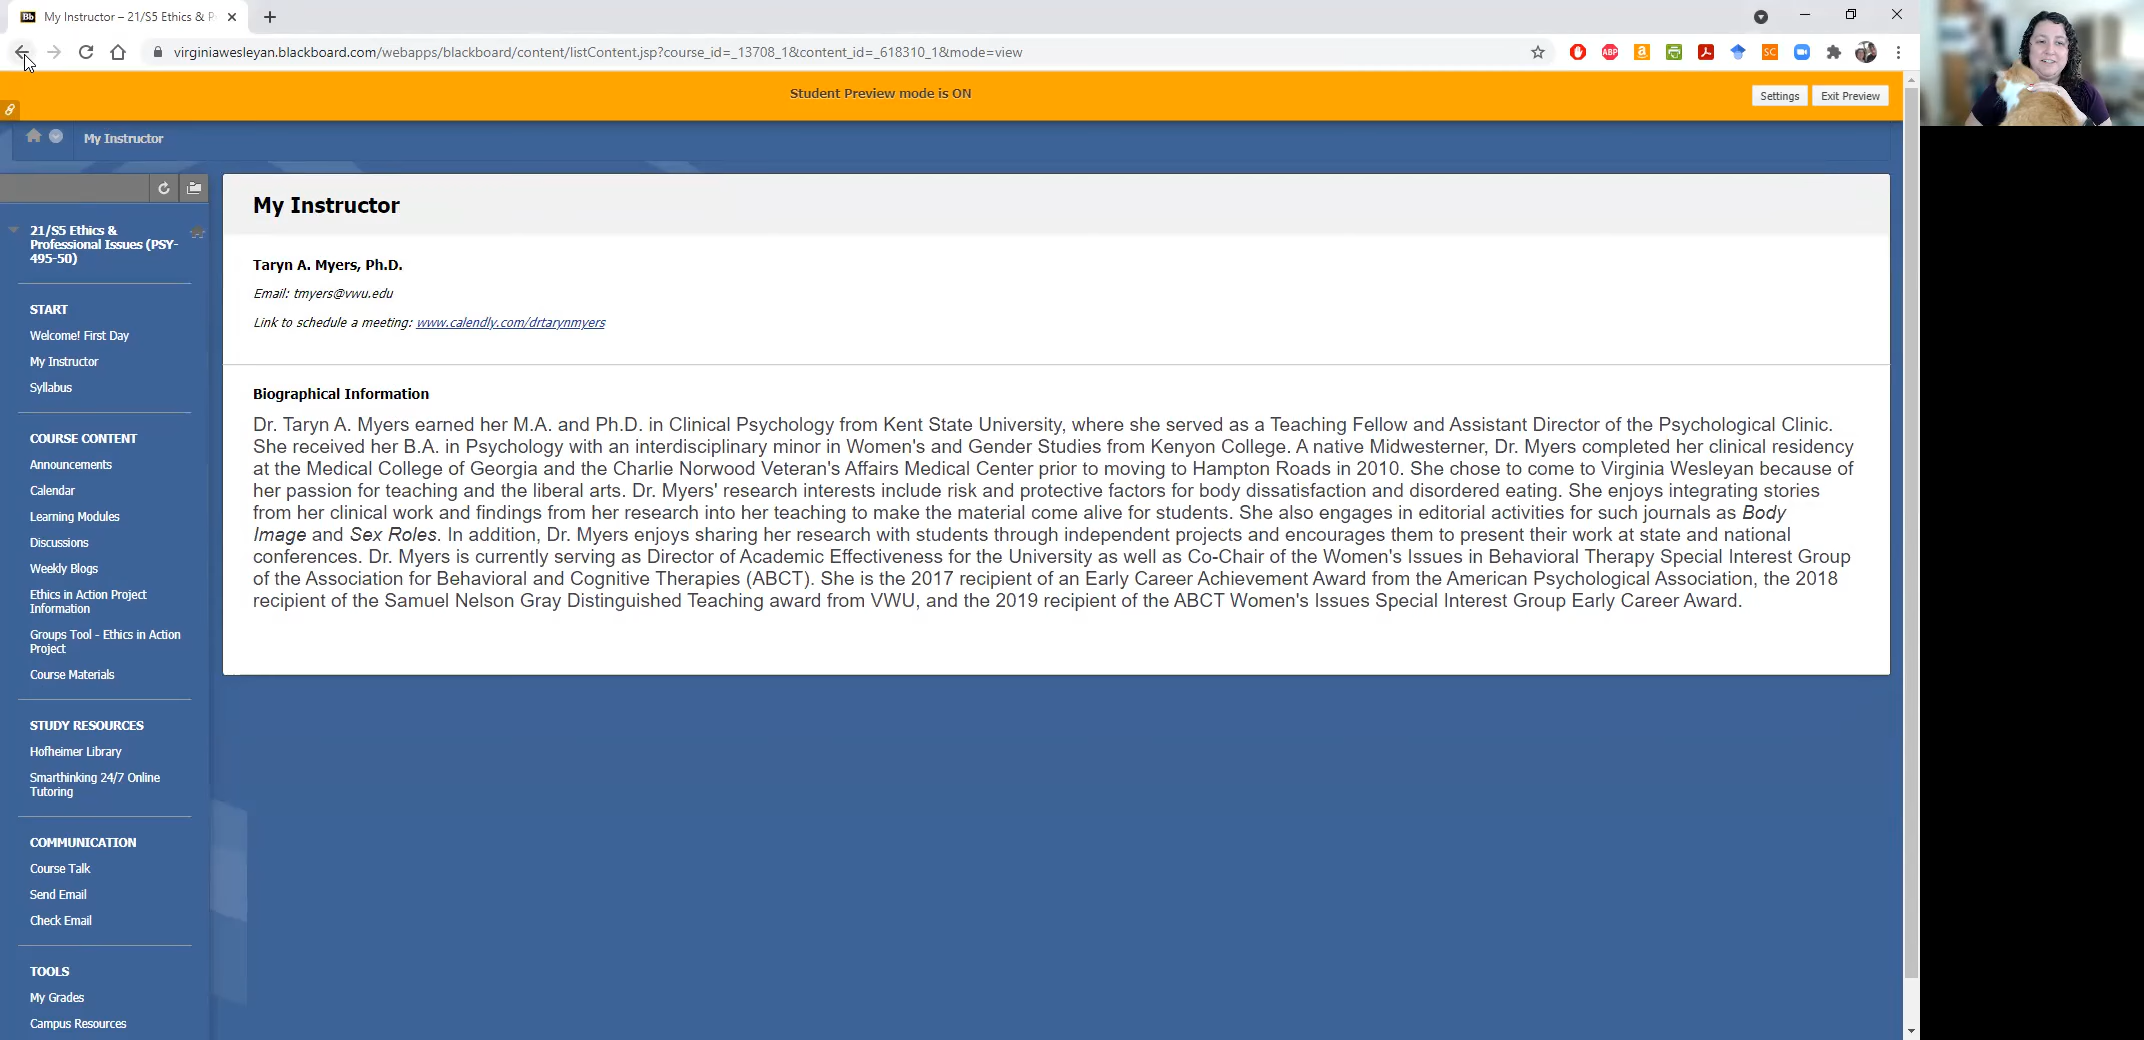 My Instructor – 21/S5 Ethics & P
virginiawesleyan.blackboard.com/webapps/blackboard/content/listContent.jsp?course_id=_13708_1&content_id=_618310_1&mode=view
ABP
SC
Student Preview mode is ON
Settings
Exit Preview
My Instructor
21/S5 Ethics &
Professional Issues (PSY-
495-50)
START
Welcome! First Day
My Instructor
Syllabus
COURSE CONTENT
Announcements
Calendar
Learning Modules
Discussions
Weekly Blogs
Ethics in Action Project
Information
Groups Tool - Ethics in Action
Project
Course Materials
STUDY RESOURCES
Hofheimer Library
Smarthinking 24/7 Online
Tutoring
COMMUNICATION
Course Talk
Send Email
Check Email
TOOLS
My Grades
Campus Resources
My Instructor
Taryn A. Myers, Ph.D.
Email: tmyers@vwu.edu
Link to schedule a meeting: www.calendly.com/drtarynmyers
Biographical Information
Dr. Taryn A. Myers earned her M.A. and Ph.D. in Clinical Psychology from Kent State University, where she served as a Teaching Fellow and Assistant Director of the Psychological Clinic.
She received her B.A. in Psychology with an interdisciplinary minor in Women's and Gender Studies from Kenyon College. A native Midwesterner, Dr. Myers completed her clinical residency
at the Medical College of Georgia and the Charlie Norwood Veteran's Affairs Medical Center prior to moving to Hampton Roads in 2010. She chose to come to Virginia Wesleyan because of
her passion for teaching and the liberal arts. Dr. Myers' research interests include risk and protective factors for body dissatisfaction and disordered eating. She enjoys integrating stories
from her clinical work and findings from her research into her teaching to make the material come alive for students. She also engages in editorial activities for such journals as Body
Image and Sex Roles. In addition, Dr. Myers enjoys sharing her research with students through independent projects and encourages them to present their work at state and national
conferences. Dr. Myers is currently serving as Director of Academic Effectiveness for the University as well as Co-Chair of the Women's Issues in Behavioral Therapy Special Interest Group
of the Association for Behavioral and Cognitive Therapies (ABCT). She is the 2017 recipient of an Early Career Achievement Award from the American Psychological Association, the 2018
recipient of the Samuel Nelson Gray Distinguished Teaching award from VWU, and the 2019 recipient of the ABCT Women's Issues Special Interest Group Early Career Award.